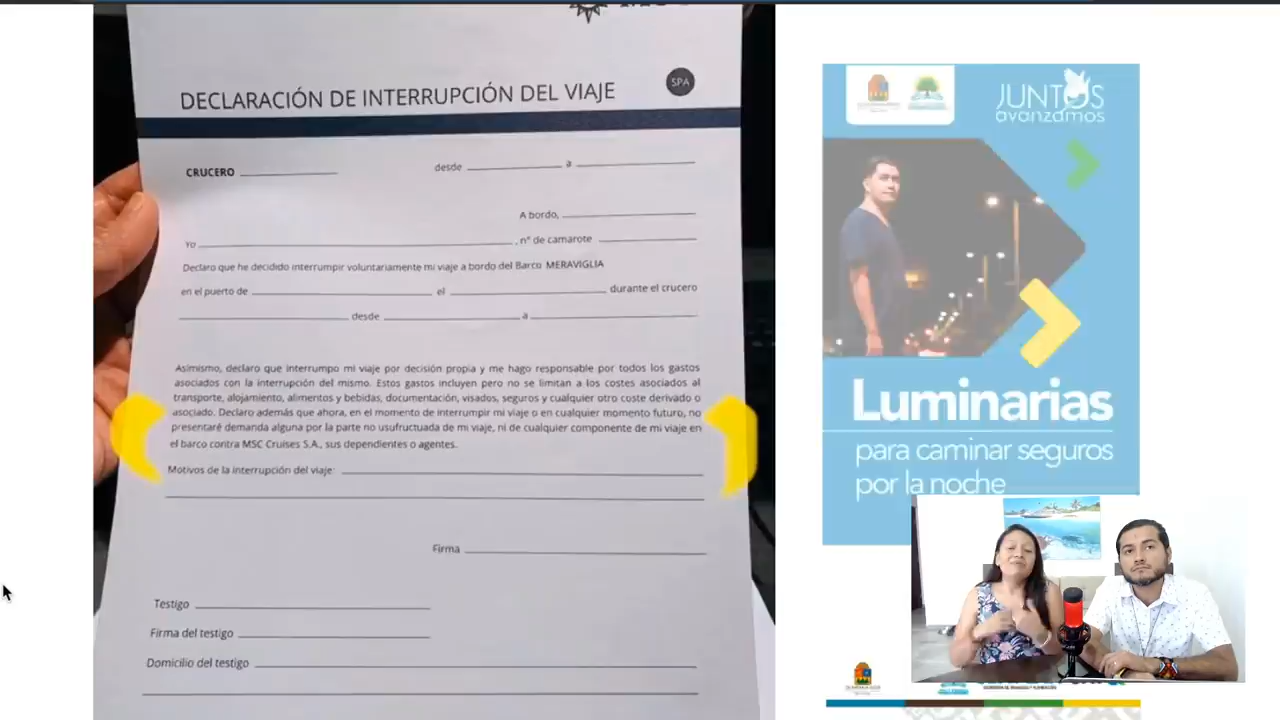 SPA
DECLARACIÓN DE INTERRUPCIÓN DEL VIAJE
CRUCERO desde a
A bordo,
Yo , n° de camarote
Declaro que he decidido interrumpir voluntariamente mi viaje a bordo del Barco MERAVIGLIA
en el puerto de el durante el crucero
desde a
Asimismo, declaro que interrumpo mi viaje por decisión propia y me hago responsable por todos los gastos
asociados con la interrupción del mismo. Estos gastos incluyen pero no se limitan a los costes asociados al
transporte, alojamiento, alimentos y bebidas, documentación, visados, seguros y cualquier otro coste derivado o
asociado. Declaro además que ahora, en el momento de interrumpir mi viaje o en cualquier momento futuro, no
presentaré demanda alguna por la parte no usufructuada de mi viaje, ni de cualquier componente de mi viaje en
el barco contra MSC Cruises S.A., sus dependientes o agentes.
Motivos de la interrupción del viaje:
Firma
Testigo
Firma del testigo
Domicilio del testigo
JUNTOS
avanzamos
Luminarias
para caminar seguros
por la noche